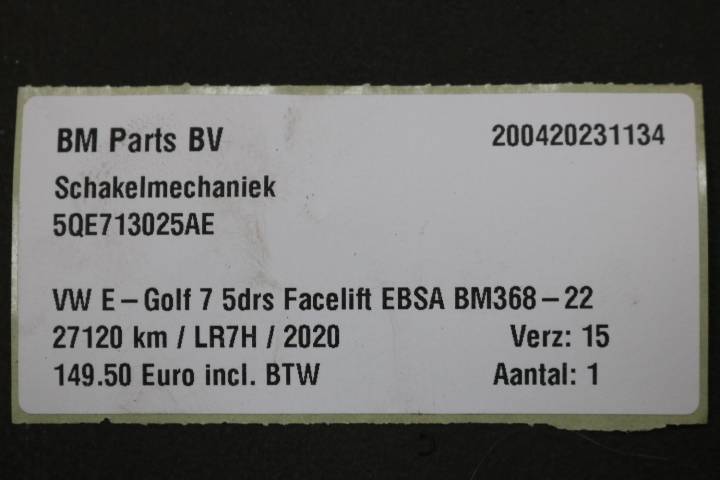 BM Parts BV 200420231134
Schakelmechaniek
5QE713025AE
VW E-Golf 7 5drs Facelift EBSA BM368-22
27120 km / LR7H / 2020 Verz: 15
149.50 Euro incl. BTW Aantal: 1